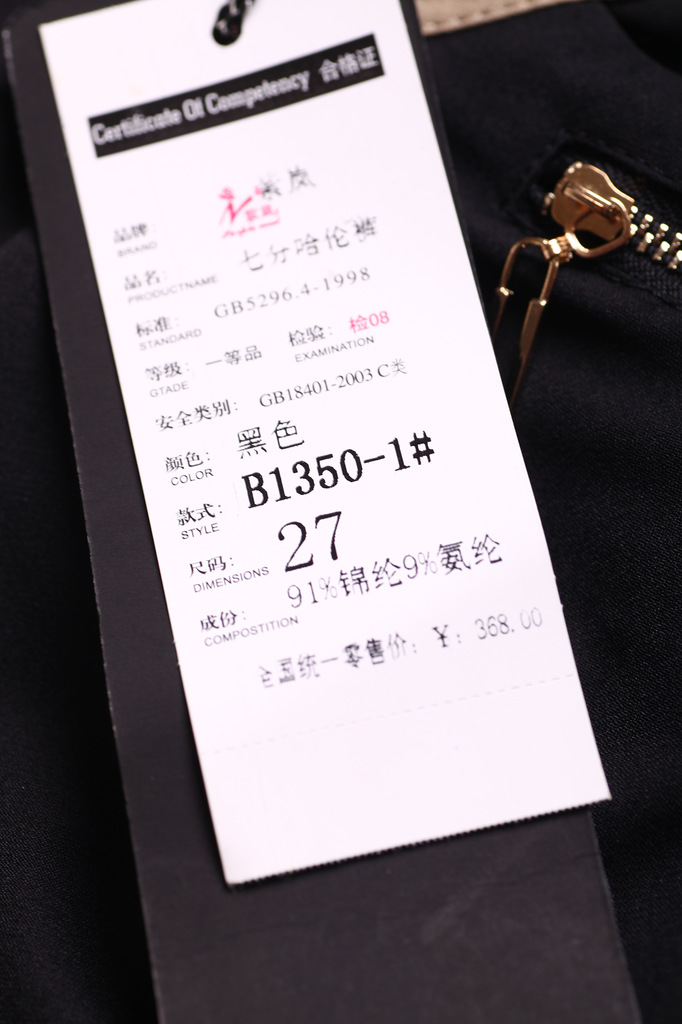 Certificate Of Competency 合格证
品牌: 紫岚
BRAND
品名: 七分哈伦裤
PRODUCTNAME
标准: GB5296.4-1998
STANDARD
等级: 一等品 检验: 检08
GTADE EXAMINATION
安全类别: GB18401-2003 C类
颜色: 黑色
COLOR
款式: B1350-1#
STYLE
尺码: 27
DIMENSIONS
成份: 91%锦纶9%氨纶
COMPOSTITION
全国统一零售价: ¥: 368.00